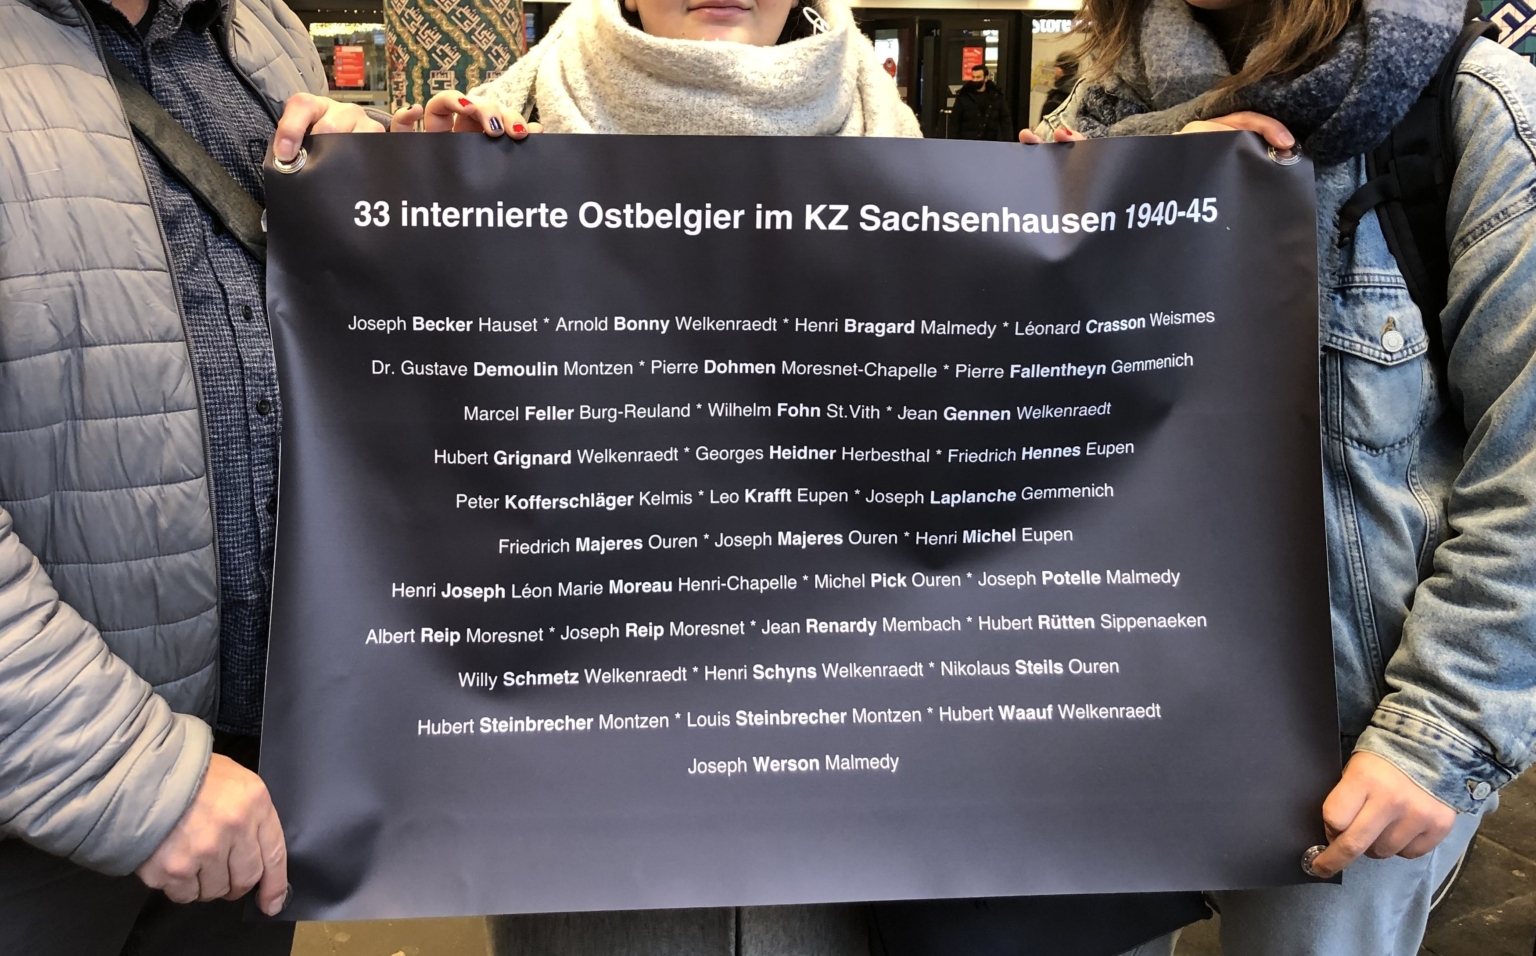 store
33 internierte Ostbelgier im KZ Sachsenhausen 1940-45
Joseph Becker Hauset * Arnold Bonny Welkenraedt * Henri Bragard Malmedy * Léonard Crasson Weismes
Dr. Gustave Demoulin Montzen * Pierre Dohmen Moresnet-Chapelle * Pierre Fallentheyn Gemmenich
Marcel Feller Burg-Reuland * Wilhelm Fohn St.Vith * Jean Gennen Welkenraedt
Hubert Grignard Welkenraedt * Georges Heidner Herbesthal * Friedrich Hennes Eupen
Peter Kofferschläger Kelmis * Leo Krafft Eupen * Joseph Laplanche Gemmenich
Friedrich Majeres Ouren * Joseph Majeres Ouren * Henri Michel Eupen
Henri Joseph Léon Marie Moreau Henri-Chapelle * Michel Pick Ouren * Joseph Potelle Malmedy
Albert Reip Moresnet * Joseph Reip Moresnet * Jean Renardy Membach * Hubert Rütten Sippenaeken
Willy Schmetz Welkenraedt * Henri Schyns Welkenraedt * Nikolaus Steils Ouren
Hubert Steinbrecher Montzen * Louis Steinbrecher Montzen * Hubert Waauf Welkenraedt
Joseph Werson Malmedy